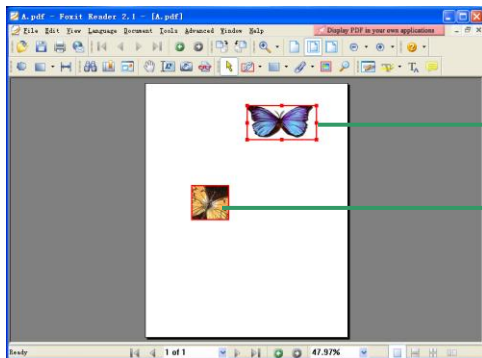 A.pdf - Foxit Reader 2.1 - [A.pdf]
File Edit View Language Document Tools Advanced Window Help
Display PDF in your own applications
Ready
1 of 1
47.97%